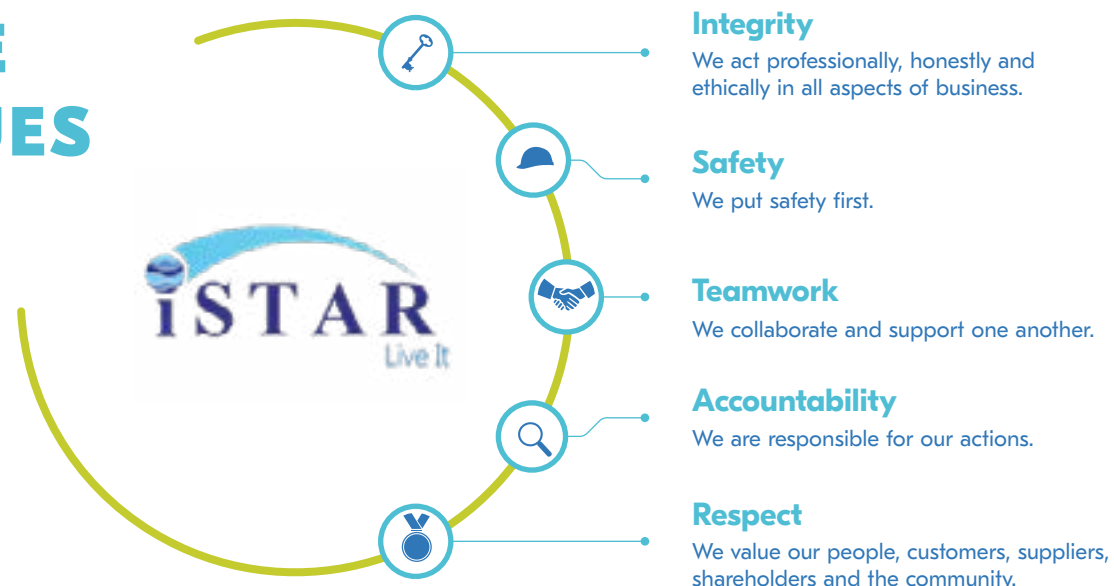 E
UES
iSTAR
Live It
Integrity
We act professionally, honestly and
ethically in all aspects of business.
Safety
We put safety first.
Teamwork
We collaborate and support one another.
Accountability
We are responsible for our actions.
Respect
We value our people, customers, suppliers,
shareholders and the community.